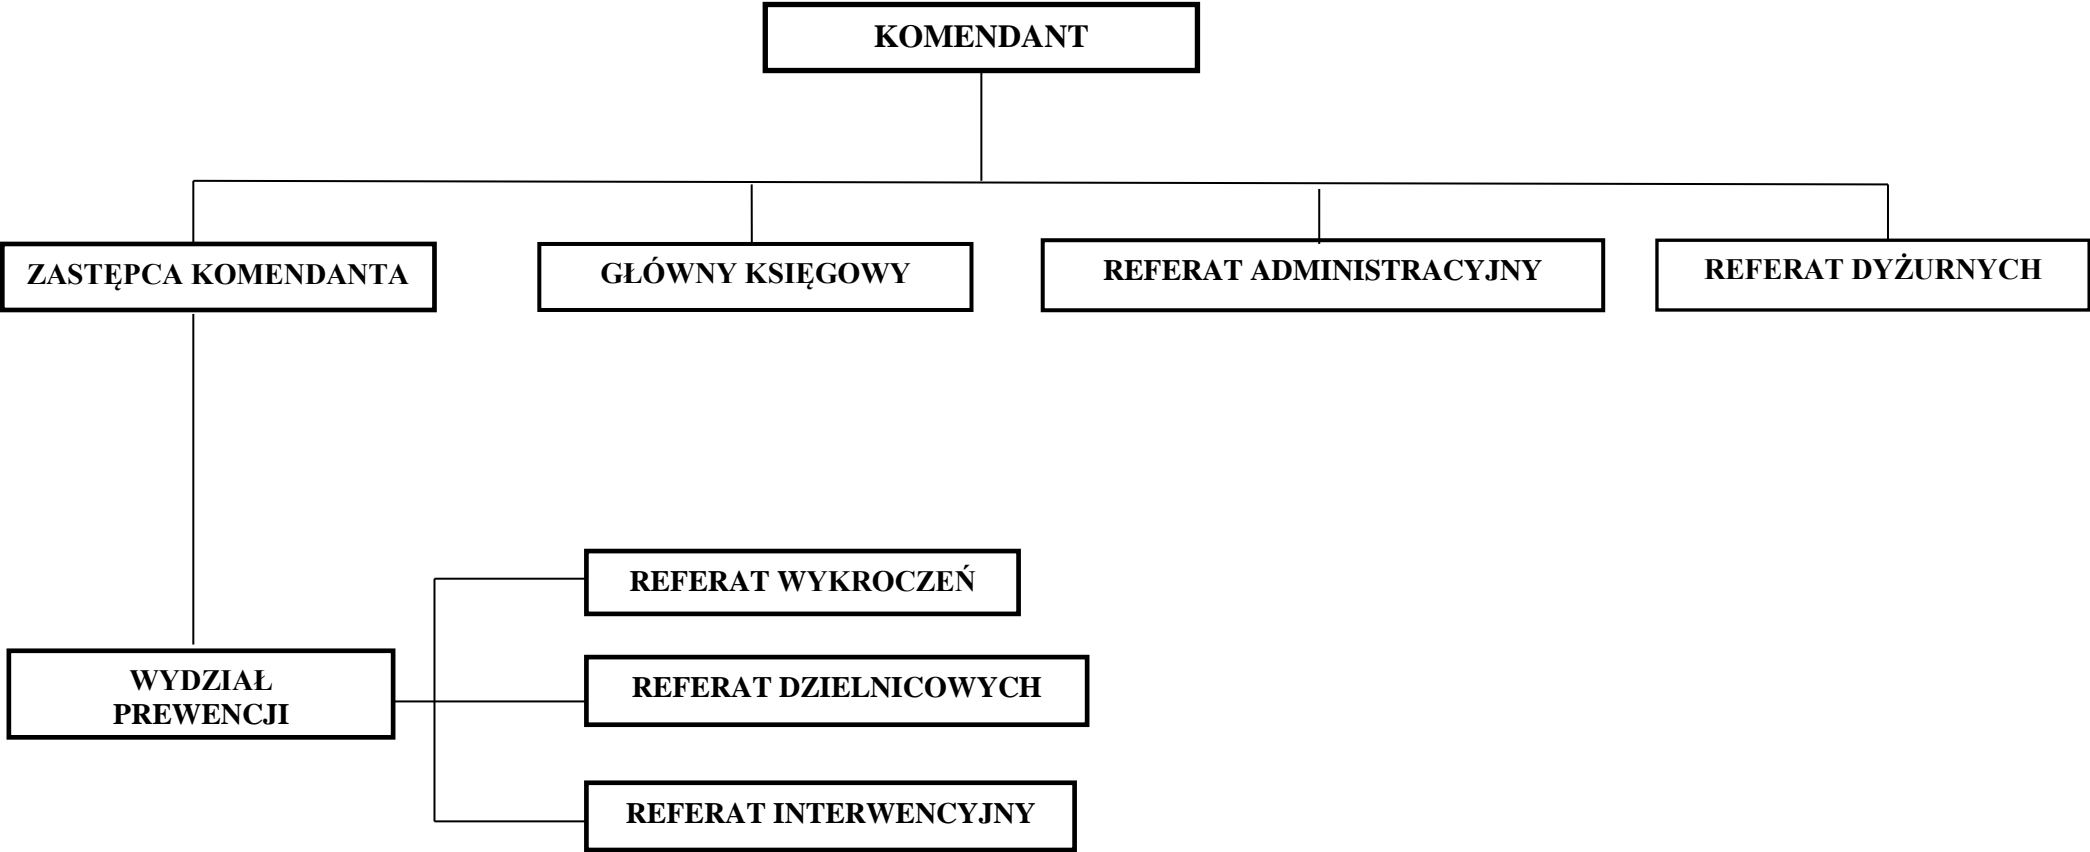 KOMENDANT
ZASTĘPCA KOMENDANTA
GŁÓWNY KSIĘGOWY
REFERAT ADMINISTRACYJNY
REFERAT DYŻURNYCH
REFERAT WYKROCZEŃ
WYDZIAŁ
PREWENCJI
REFERAT DZIELNICOWYCH
REFERAT INTERWENCYJNY